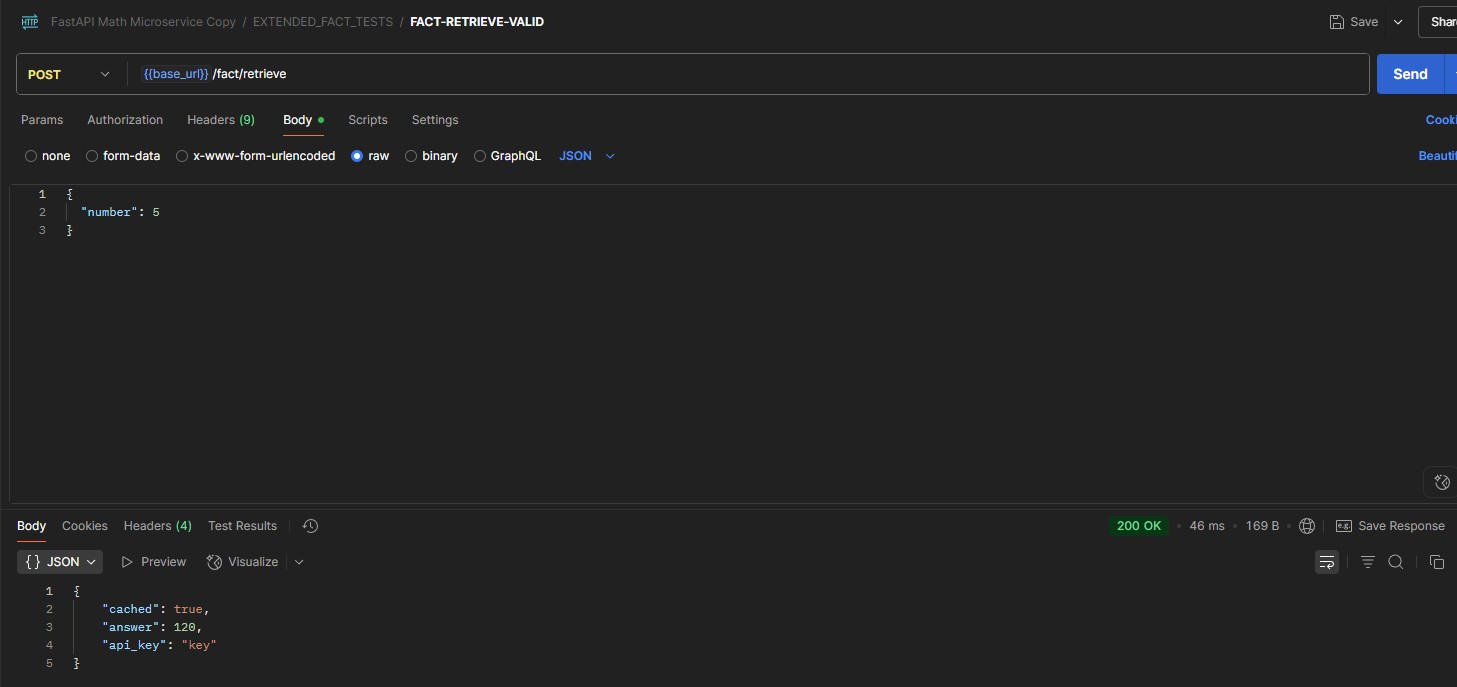 HTTP FastAPI Math Microservice Copy / EXTENDED_FACT_TESTS / FACT-RETRIEVE-VALID Save
POST {{base_url}} /fact/retrieve Send
Params Authorization Headers (9) Body Scripts Settings
none form-data x-www-form-urlencoded raw binary GraphQL JSON
1 {
2 "number": 5
3 }
Body Cookies Headers (4) Test Results 200 OK 46 ms 169 B e.g. Save Response
{} JSON Preview Visualize
1 {
2 "cached": true,
3 "answer": 120,
4 "api_key": "key"
5 }